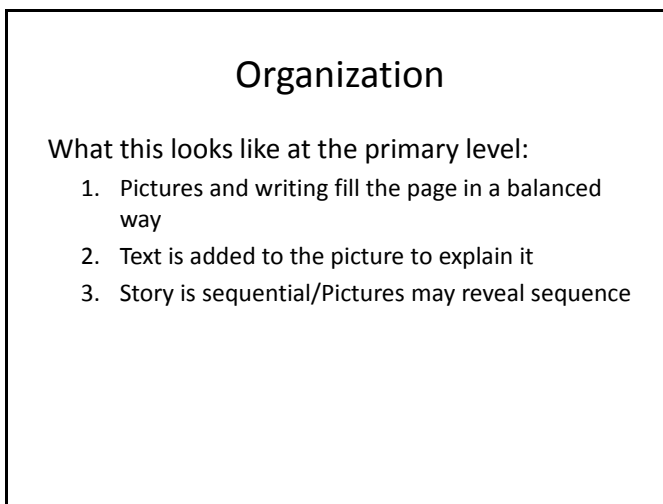 Organization
What this looks like at the primary level:
1. Pictures and writing fill the page in a balanced
way
2. Text is added to the picture to explain it
3. Story is sequential/Pictures may reveal sequence